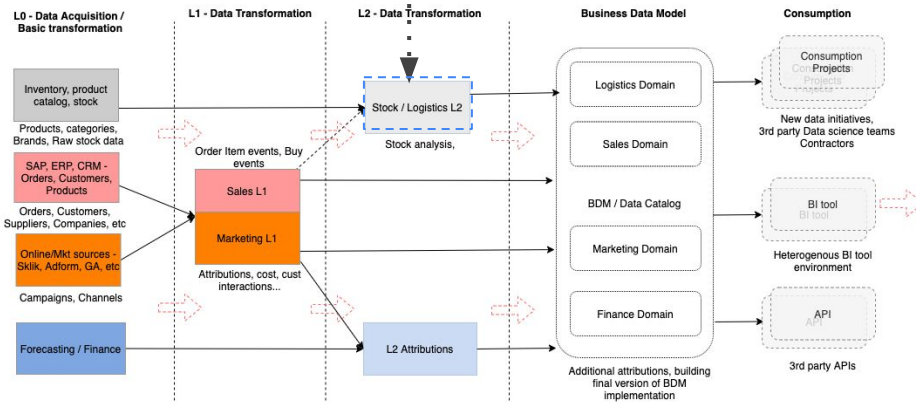 L0 - Data Acquisition /
Basic transformation
L1 - Data Transformation
L2 - Data Transformation
Business Data Model
Consumption
Inventory, product
catalog, stock
Products, categories,
Brands, Raw stock data
SAP, ERP, CRM -
Orders, Customers,
Products
Orders, Customers,
Suppliers, Companies, etc
Online/Mkt sources -
Sklik, Adform, GA, etc
Campaigns, Channels
Forecasting / Finance
Order Item events, Buy
events
Sales L1
Marketing L1
Attributions, cost, cust
interactions...
Stock / Logistics L2
Stock analysis,
L2 Attributions
Logistics Domain
Sales Domain
BDM / Data Catalog
Marketing Domain
Finance Domain
Additional attributions, building
final version of BDM
implementation
Consumption
Projects
Projects
New data initiatives,
3rd party Data science teams
Contractors
BI tool
BI tool
Heterogenous BI tool
environment
API
API
3rd party APIs